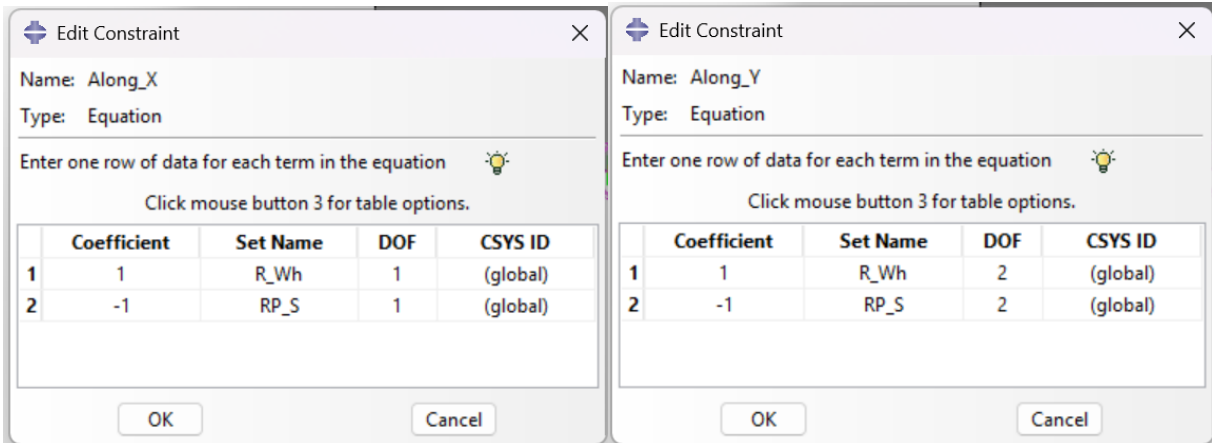 Edit Constraint
Name: Along_X
Type: Equation
Enter one row of data for each term in the equation
Click mouse button 3 for table options.
Coefficient Set Name DOF CSYS ID
1 1 R_Wh 1 (global)
2 -1 RP_S 1 (global)
OK Cancel
Edit Constraint
Name: Along_Y
Type: Equation
Enter one row of data for each term in the equation
Click mouse button 3 for table options.
Coefficient Set Name DOF CSYS ID
1 1 R_Wh 2 (global)
2 -1 RP_S 2 (global)
OK Cancel